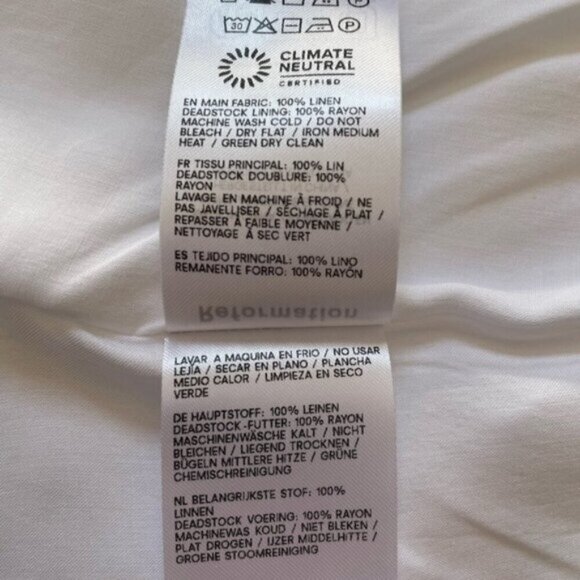 30
P
CLIMATE
NEUTRAL
CERTIFIED
EN MAIN FABRIC: 100% LINEN
DEADSTOCK LINING: 100% RAYON
MACHINE WASH COLD / DO NOT
BLEACH / DRY FLAT / IRON MEDIUM
HEAT / GREEN DRY CLEAN
FR TISSU PRINCIPAL: 100% LIN
DEADSTOCK DOUBLURE: 100%
RAYON
LAVAGE EN MACHINE À FROID / NE
PAS JAVELLISER / SÉCHAGE À PLAT /
REPASSER À FAIBLE MOYENNE /
NETTOYAGE À SEC VERT
ES TEJIDO PRINCIPAL: 100% LINO
REMANENTE FORRO: 100% RAYÓN
Reformation
LAVAR A MAQUINA EN FRIO / NO USAR
LEJÍA / SECAR EN PLANO / PLANCHA
MEDIO CALOR / LIMPIEZA EN SECO
VERDE
DE HAUPTSTOFF: 100% LEINEN
DEADSTOCK-FUTTER: 100% RAYON
MASCHINENWÄSCHE KALT / NICHT
BLEICHEN / LIEGEND TROCKNEN /
BÜGELN MITTLERE HITZE / GRÜNE
CHEMISCHREINIGUNG
NL BELANGRIJKSTE STOF: 100%
LINNEN
DEADSTOCK VOERING: 100% RAYON
MACHINEWAS KOUD / NIET BLEKEN /
PLAT DROGEN / IJZER MIDDELHITTE /
GROENE STOOMREINIGING